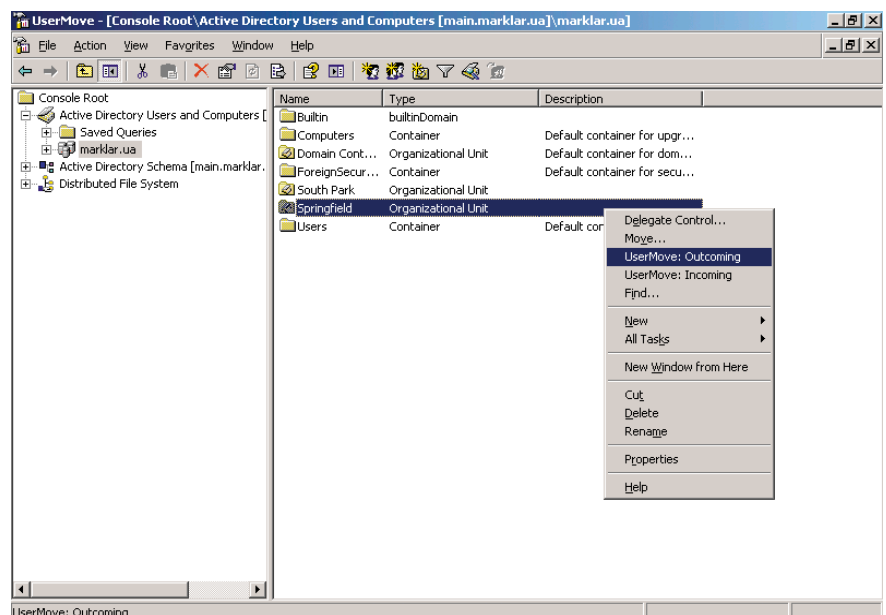 UserMove - [Console Root\Active Directory Users and Computers [main.marklar.ua]\marklar.ua]
File Action View Favorites Window Help
Console Root
Active Directory Users and Computers [
Saved Queries
marklar.ua
Active Directory Schema [main.marklar.
Distributed File System
Name Type Description
Builtin builtinDomain
Computers Container Default container for upgr...
Domain Cont... Organizational Unit Default container for dom...
ForeignSecur... Container Default container for secu...
South Park Organizational Unit
Springfield Organizational Unit
Users Container Default cor
Delegate Control...
Move...
UserMove: Outcoming
UserMove: Incoming
Find...
New
All Tasks
New Window from Here
Cut
Delete
Rename
Properties
Help
UserMove: Outcoming